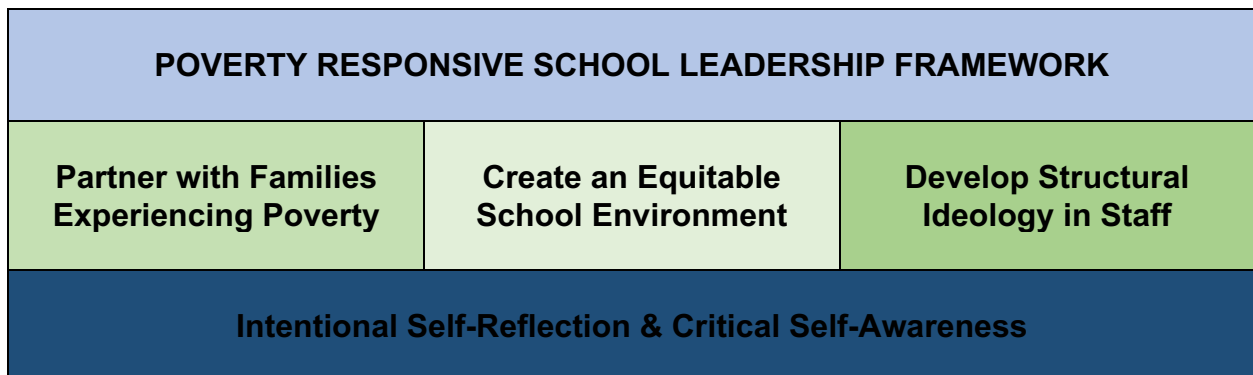 POVERTY RESPONSIVE SCHOOL LEADERSHIP FRAMEWORK
Partner with Families
Experiencing Poverty
Create an Equitable
School Environment
Develop Structural
Ideology in Staff
Intentional Self-Reflection & Critical Self-Awareness